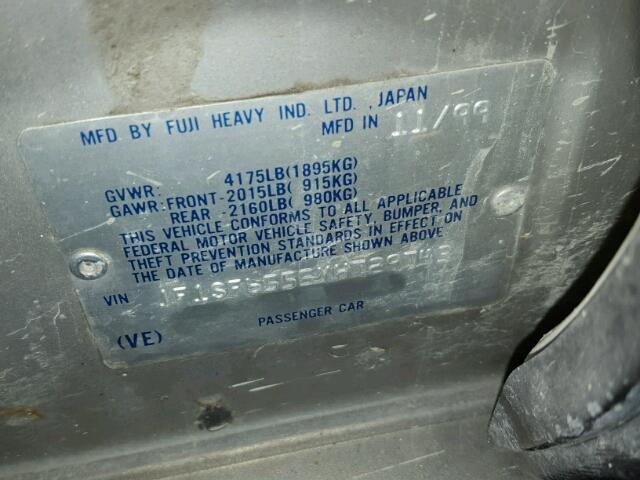 MFD BY FUJI HEAVY IND. LTD. , JAPAN
MFD IN 11/99
GVWR: 4175LB(1895KG)
GAWR:FRONT-2015LB( 915KG)
REAR -2160LB( 980KG)
THIS VEHICLE CONFORMS TO ALL APPLICABLE
FEDERAL MOTOR VEHICLE SAFETY, BUMPER, AND
THEFT PREVENTION STANDARDS IN EFFECT ON
THE DATE OF MANUFACTURE SHOWN ABOVE
VIN
PASSENGER CAR
(VE)